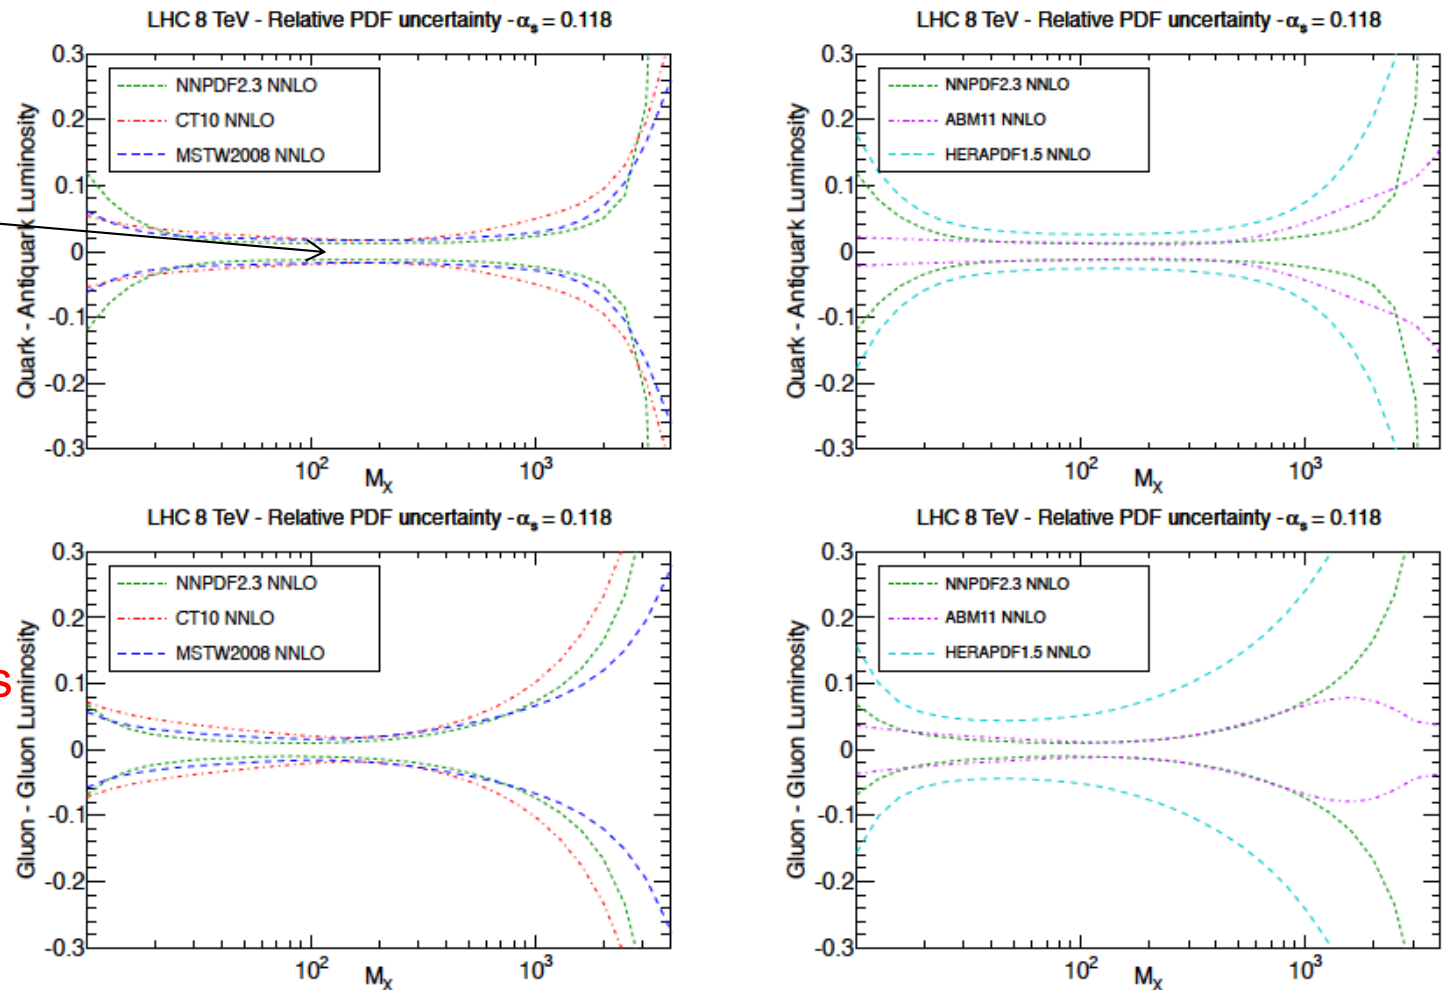 LHC 8 TeV - Relative PDF uncertainty - αs = 0.118
0.3
0.2
0.1
0
-0.1
-0.2
-0.3
Quark - Antiquark Luminosity
NNPDF2.3 NNLO
CT10 NNLO
MSTW2008 NNLO
10²
10³
MX
LHC 8 TeV - Relative PDF uncertainty - αs = 0.118
0.3
0.2
0.1
0
-0.1
-0.2
-0.3
Quark - Antiquark Luminosity
NNPDF2.3 NNLO
ABM11 NNLO
HERAPDF1.5 NNLO
10²
10³
MX
s
LHC 8 TeV - Relative PDF uncertainty - αs = 0.118
0.3
0.2
0.1
0
-0.1
-0.2
-0.3
Gluon - Gluon Luminosity
NNPDF2.3 NNLO
CT10 NNLO
MSTW2008 NNLO
10²
10³
MX
LHC 8 TeV - Relative PDF uncertainty - αs = 0.118
0.3
0.2
0.1
0
-0.1
-0.2
-0.3
Gluon - Gluon Luminosity
NNPDF2.3 NNLO
ABM11 NNLO
HERAPDF1.5 NNLO
10²
10³
MX